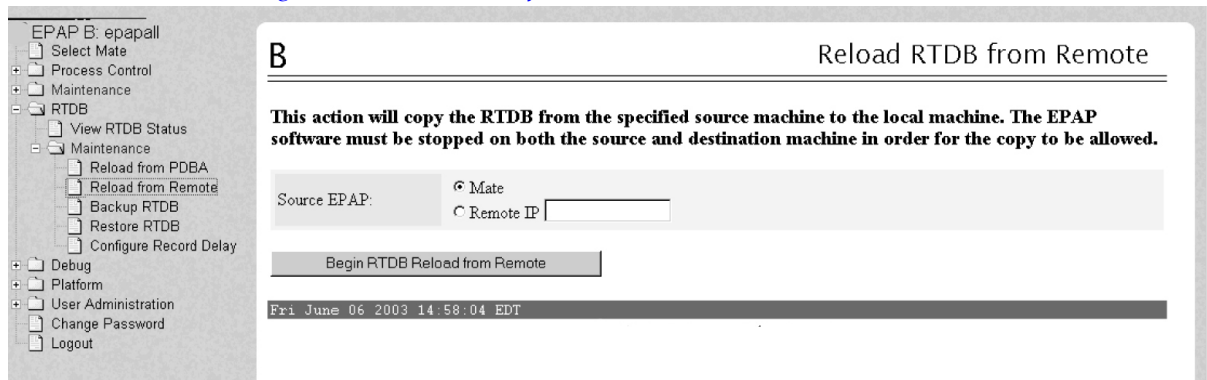 EPAP B: epapall
Select Mate
Process Control
Maintenance
RTDB
View RTDB Status
Maintenance
Reload from PDBA
Reload from Remote
Backup RTDB
Restore RTDB
Configure Record Delay
Debug
Platform
User Administration
Change Password
Logout
B
Reload RTDB from Remote
This action will copy the RTDB from the specified source machine to the local machine. The EPAP
software must be stopped on both the source and destination machine in order for the copy to be allowed.
Source EPAP:
Mate
Remote IP
Begin RTDB Reload from Remote
Fri June 06 2003 14:58:04 EDT